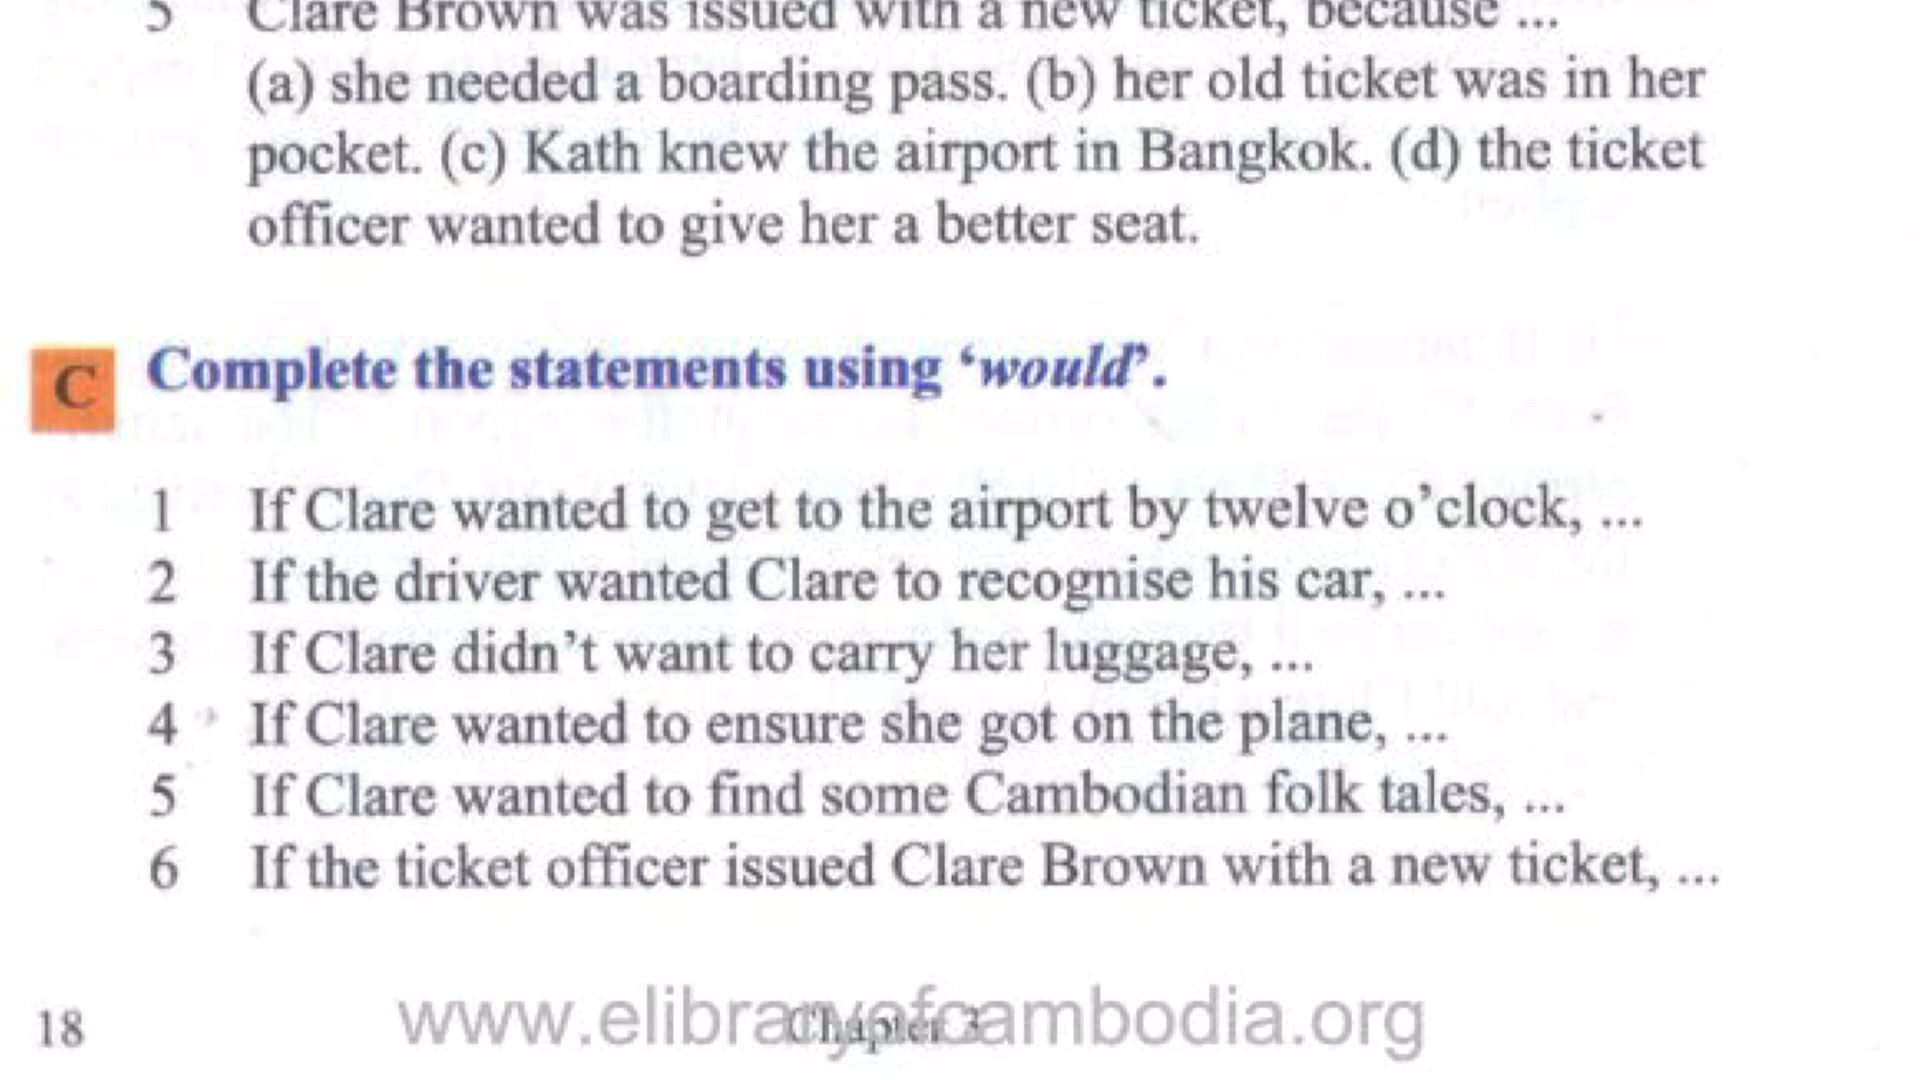 5 Clare Brown was issued with a new ticket, because ...
(a) she needed a boarding pass. (b) her old ticket was in her
pocket. (c) Kath knew the airport in Bangkok. (d) the ticket
officer wanted to give her a better seat.
C Complete the statements using ‘would’.
1 If Clare wanted to get to the airport by twelve o’clock, ...
2 If the driver wanted Clare to recognise his car, ...
3 If Clare didn’t want to carry her luggage, ...
4 If Clare wanted to ensure she got on the plane, ...
5 If Clare wanted to find some Cambodian folk tales, ...
6 If the ticket officer issued Clare Brown with a new ticket, ...
18 Chapter 3
www.elibraryofcambodia.org